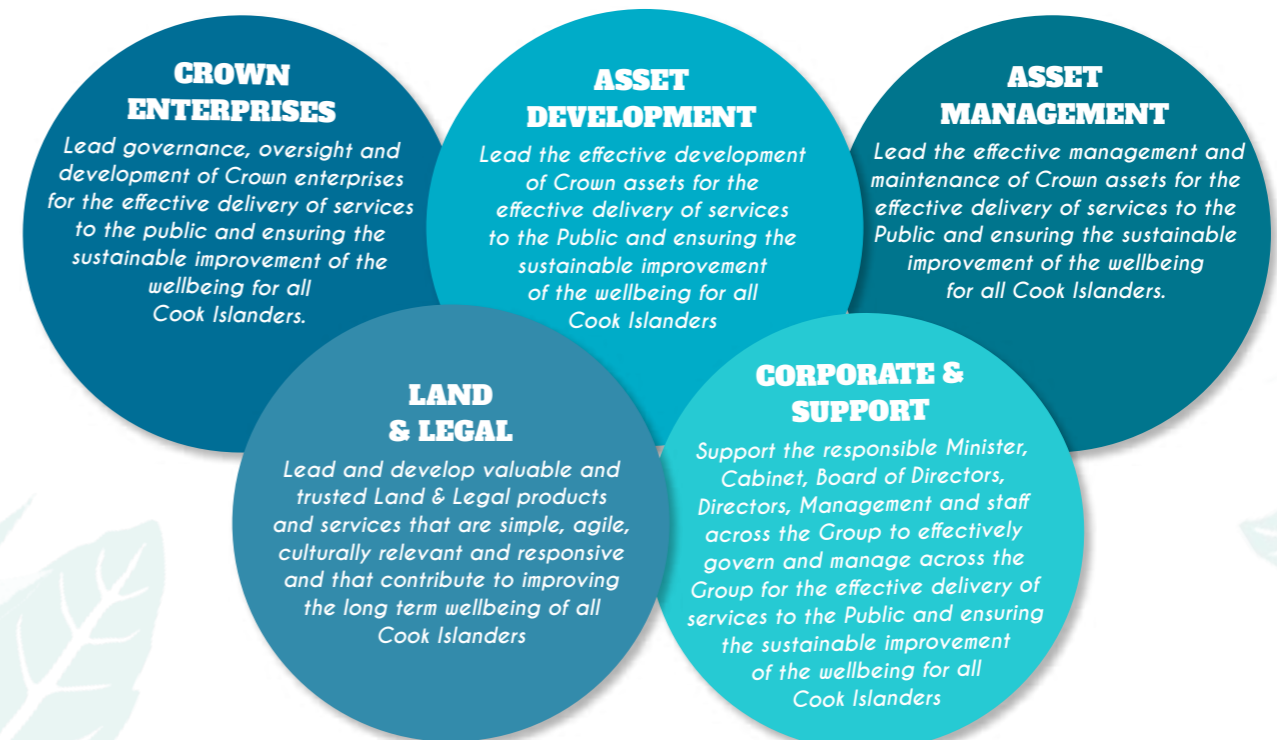 CROWN
ENTERPRISES
Lead governance, oversight and
development of Crown enterprises
for the effective delivery of services
to the public and ensuring the
sustainable improvement of the
wellbeing for all
Cook Islanders.
ASSET
DEVELOPMENT
Lead the effective development
of Crown assets for the
effective delivery of services
to the Public and ensuring the
sustainable improvement
of the wellbeing for all
Cook Islanders
ASSET
MANAGEMENT
Lead the effective management and
maintenance of Crown assets for the
effective delivery of services to the
Public and ensuring the sustainable
improvement of the wellbeing
for all Cook Islanders.
LAND
& LEGAL
Lead and develop valuable and
trusted Land & Legal products
and services that are simple, agile,
culturally relevant and responsive
and that contribute to improving
the long term wellbeing of all
Cook Islanders
CORPORATE &
SUPPORT
Support the responsible Minister,
Cabinet, Board of Directors,
Directors, Management and staff
across the Group to effectively
govern and manage across the
Group for the effective delivery of
services to the Public and ensuring
the sustainable improvement
of the wellbeing for all
Cook Islanders